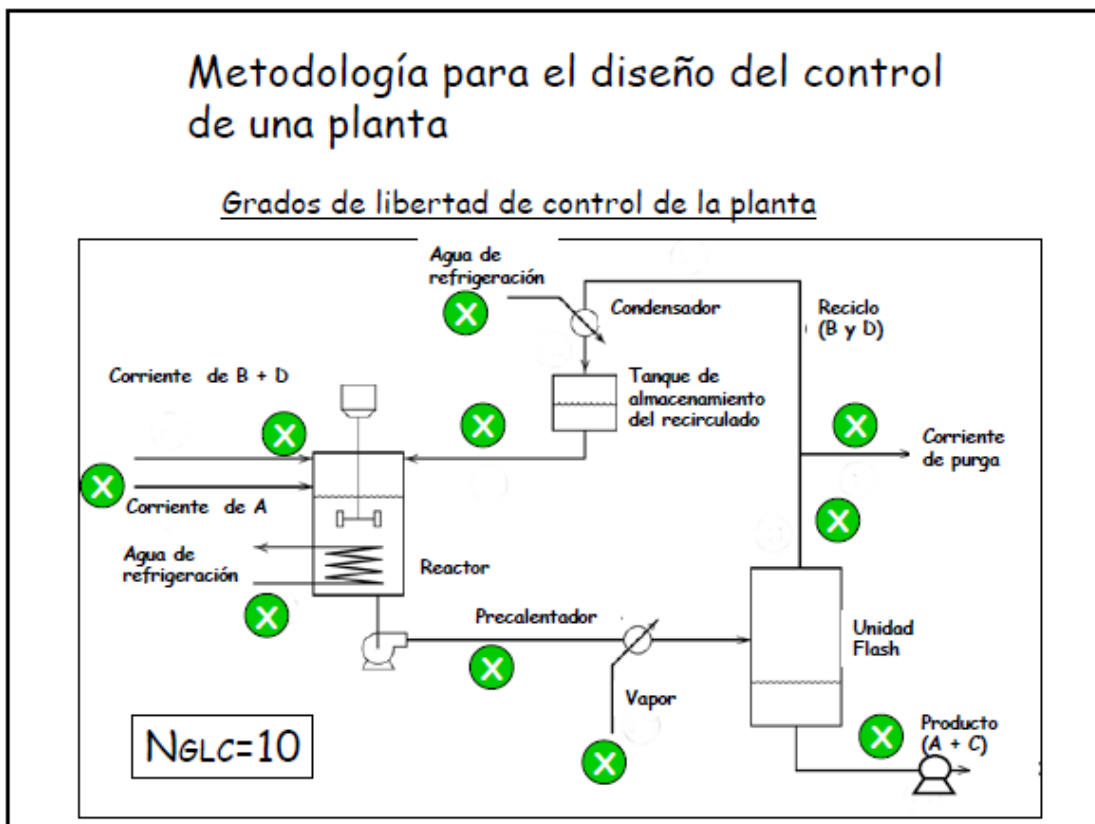 Metodología para el diseño del control
de una planta
Grados de libertad de control de la planta
Agua de
refrigeración
X
Condensador
Reciclo
(B y D)
Corriente de B + D
X
Tanque de
almacenamiento
del recirculado
X
X
Corriente
de purga
X
Corriente de A
X
Agua de
refrigeración
X
Reactor
Precalentador
X
Unidad
Flash
Vapor
X
Producto
(A + C)
X
NGLC=10